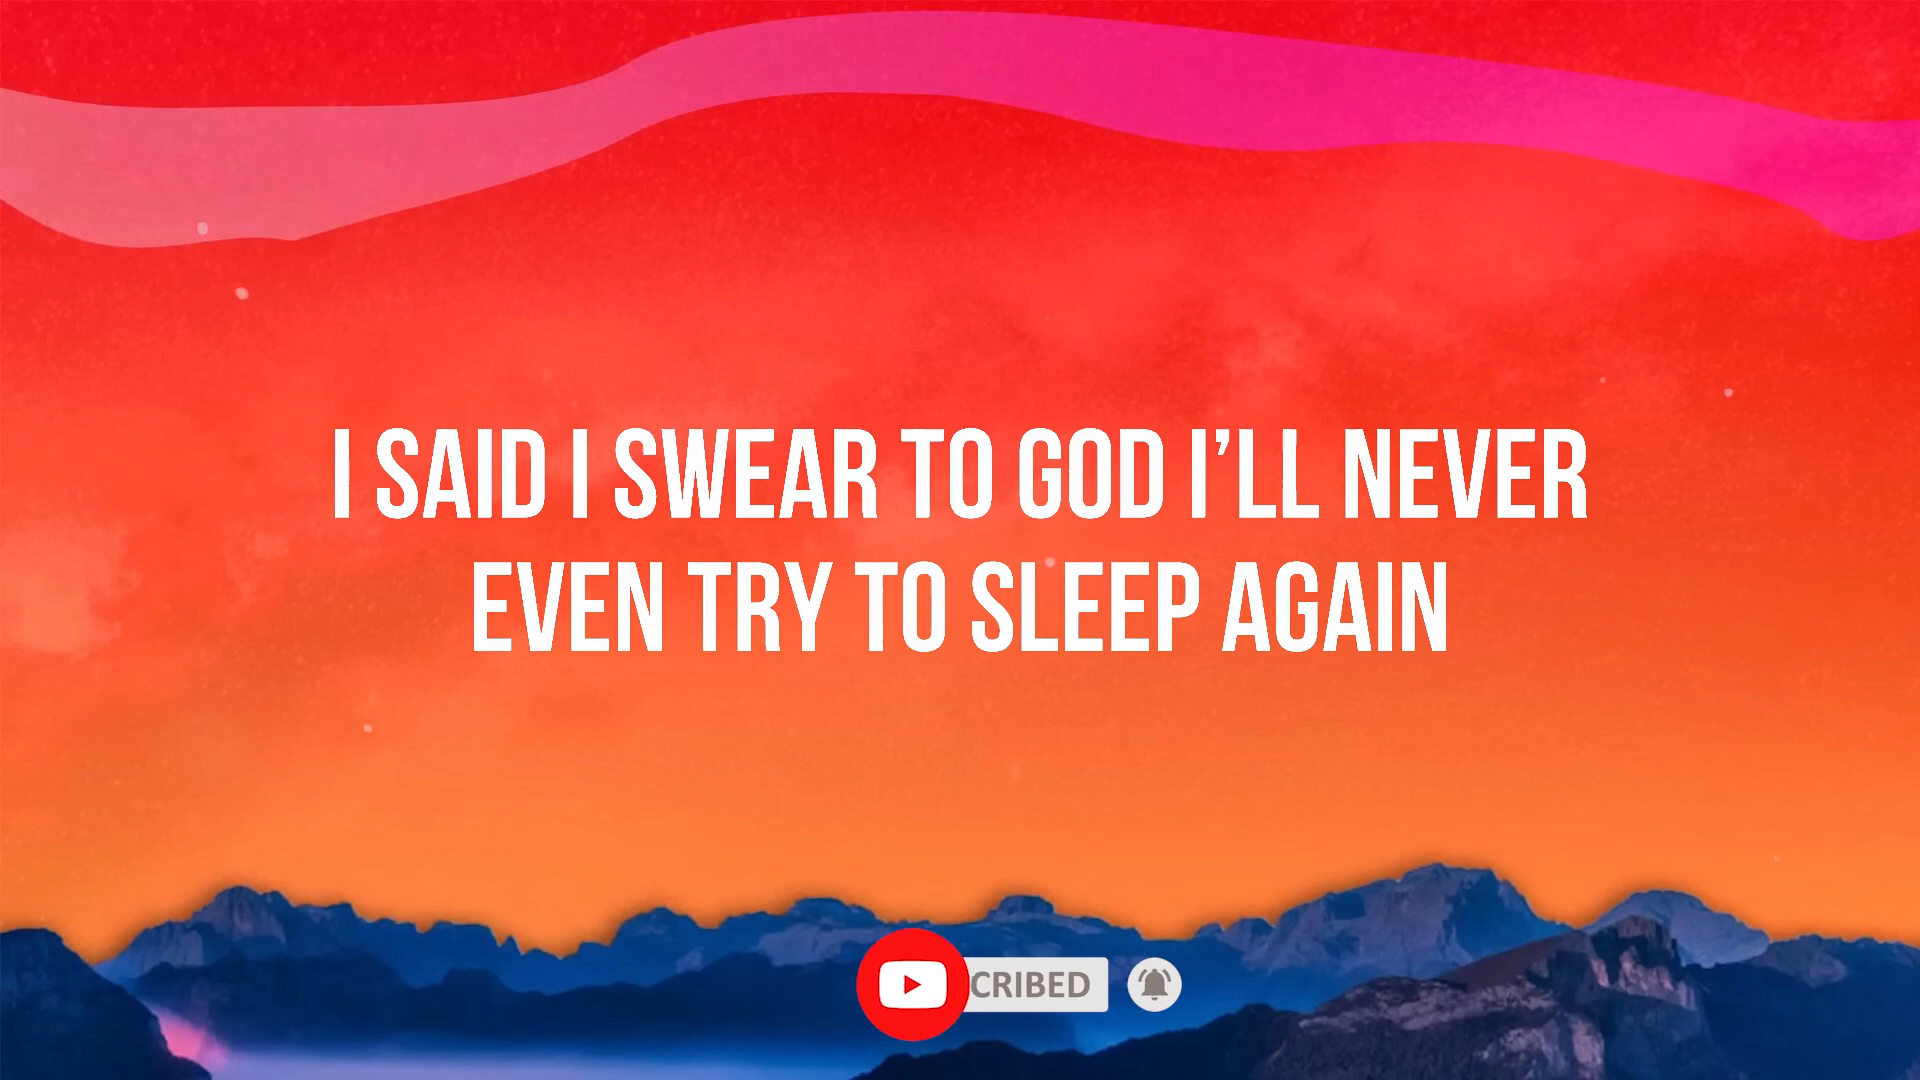 I SAID I SWEAR TO GOD I’LL NEVER
EVEN TRY TO SLEEP AGAIN
CRIBED